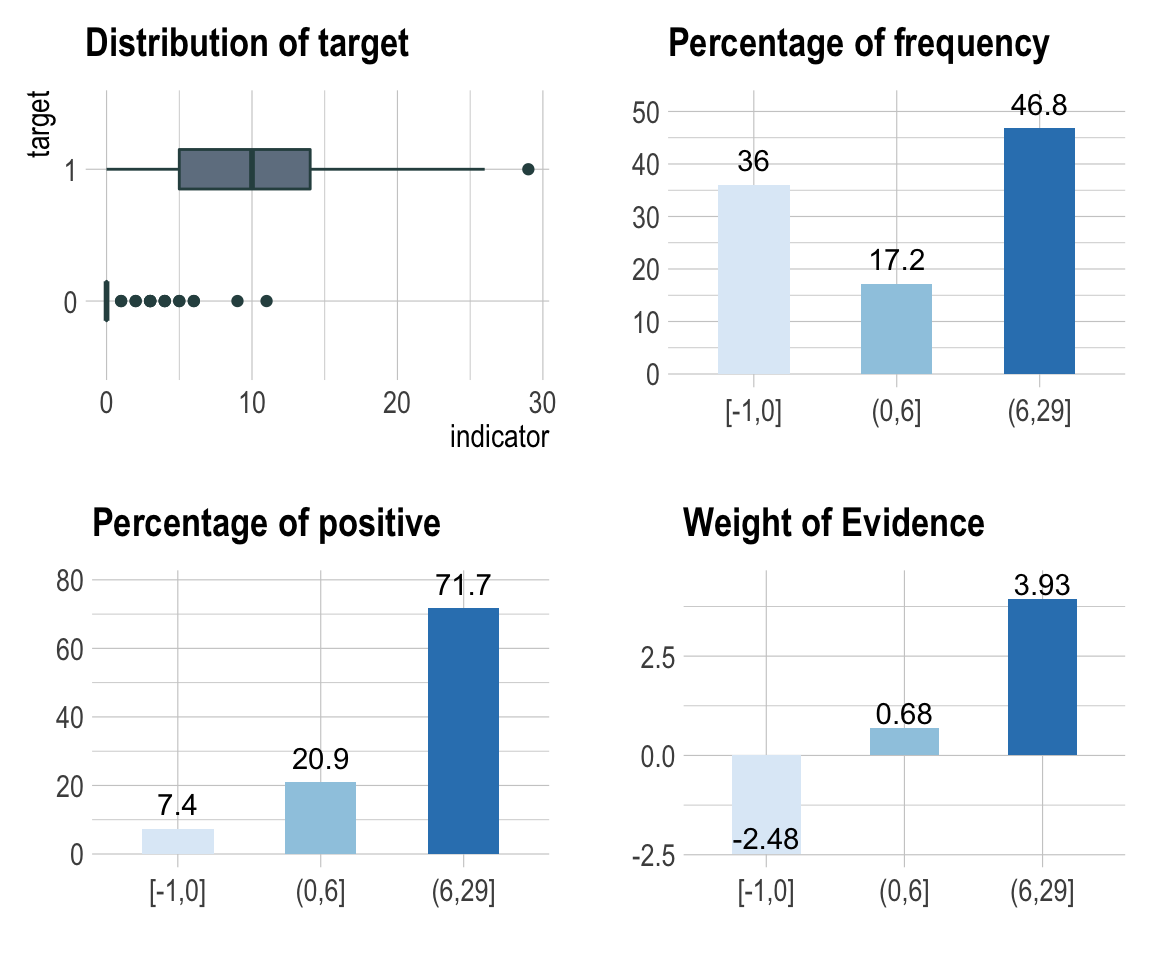 Distribution of target
target
1
0
0 10 20 30
indicator
Percentage of frequency
50
40
30
20
10
0
36
17.2
46.8
[-1,0] (0,6] (6,29]
Percentage of positive
80
60
40
20
0
7.4
20.9
71.7
[-1,0] (0,6] (6,29]
Weight of Evidence
2.5
0.0
-2.5
-2.48
0.68
3.93
[-1,0] (0,6] (6,29]